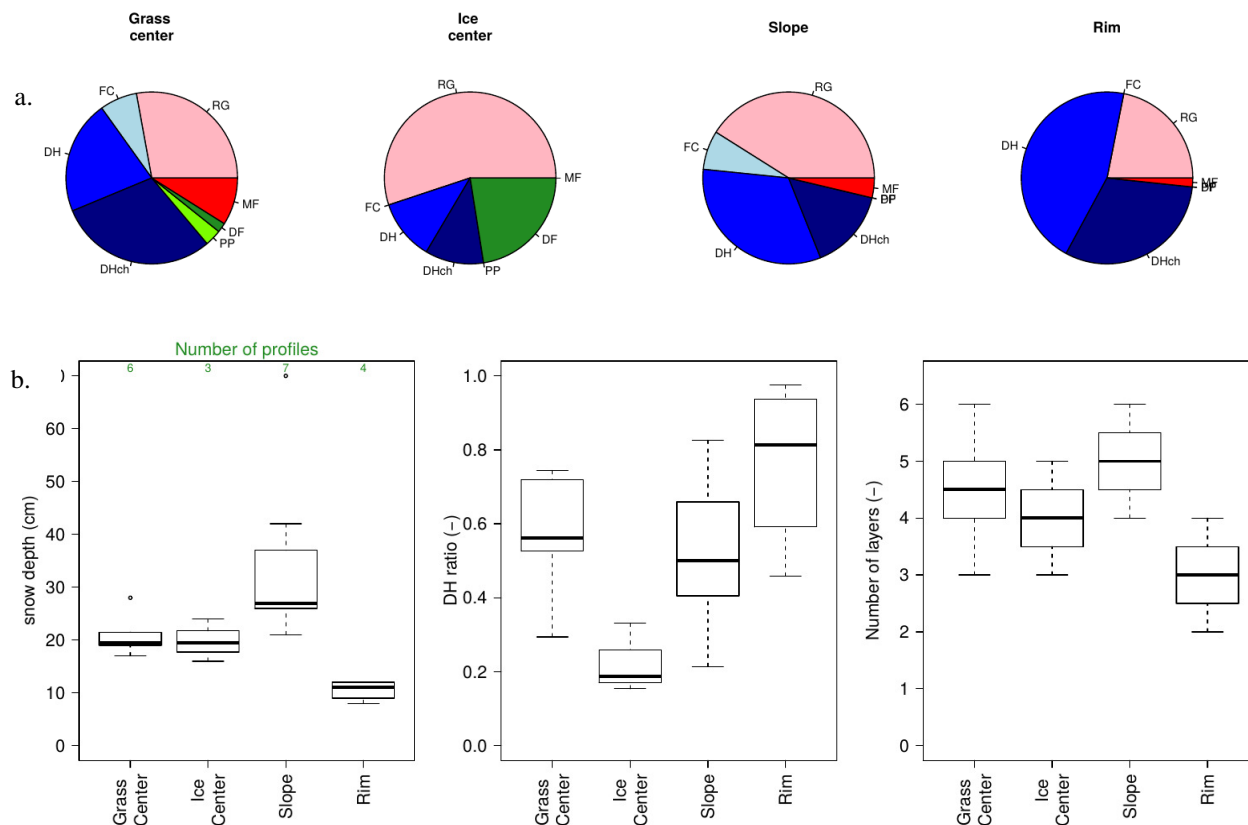 Grass
center
Ice
center
Slope
Rim
a.
FC
RG
DH
MF
DF
PP
DHch
RG
FC
MF
DH
DHch
PP
DF
RG
FC
MF
DH
DHch
FC
RG
DH
MF
DHch
b.
Number of profiles
6 3 7 4
60
50
40
30
20
10
0
snow depth (cm)
Grass
Center
Ice
Center
Slope
Rim
1.0
0.8
0.6
0.4
0.2
0.0
DH ratio (−)
Grass
Center
Ice
Center
Slope
Rim
6
5
4
3
2
1
0
Number of layers (−)
Grass
Center
Ice
Center
Slope
Rim